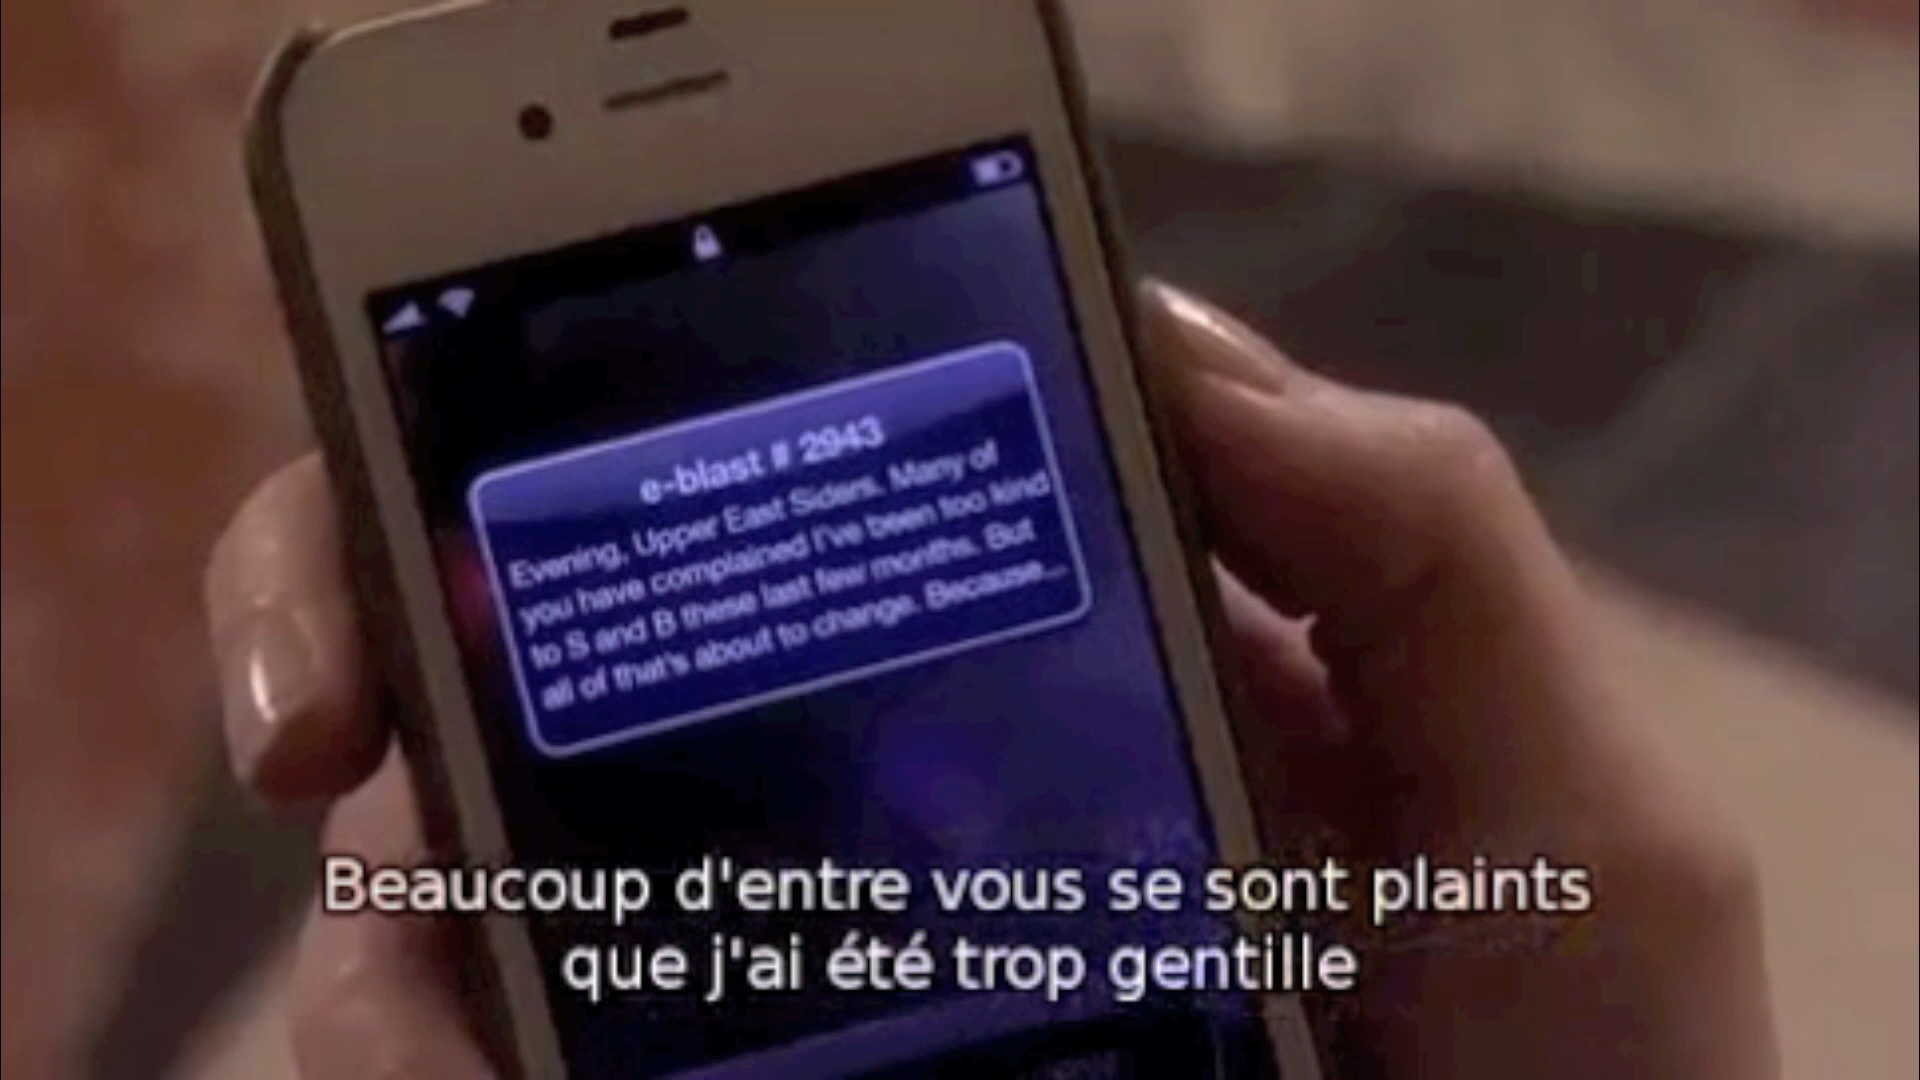 e-blast # 2943
Evening, Upper East Siders. Many of
you have complained I've been too kind
to S and B these last few months. But
all of that's about to change. Because...
Beaucoup d'entre vous se sont plaints
que j'ai été trop gentille